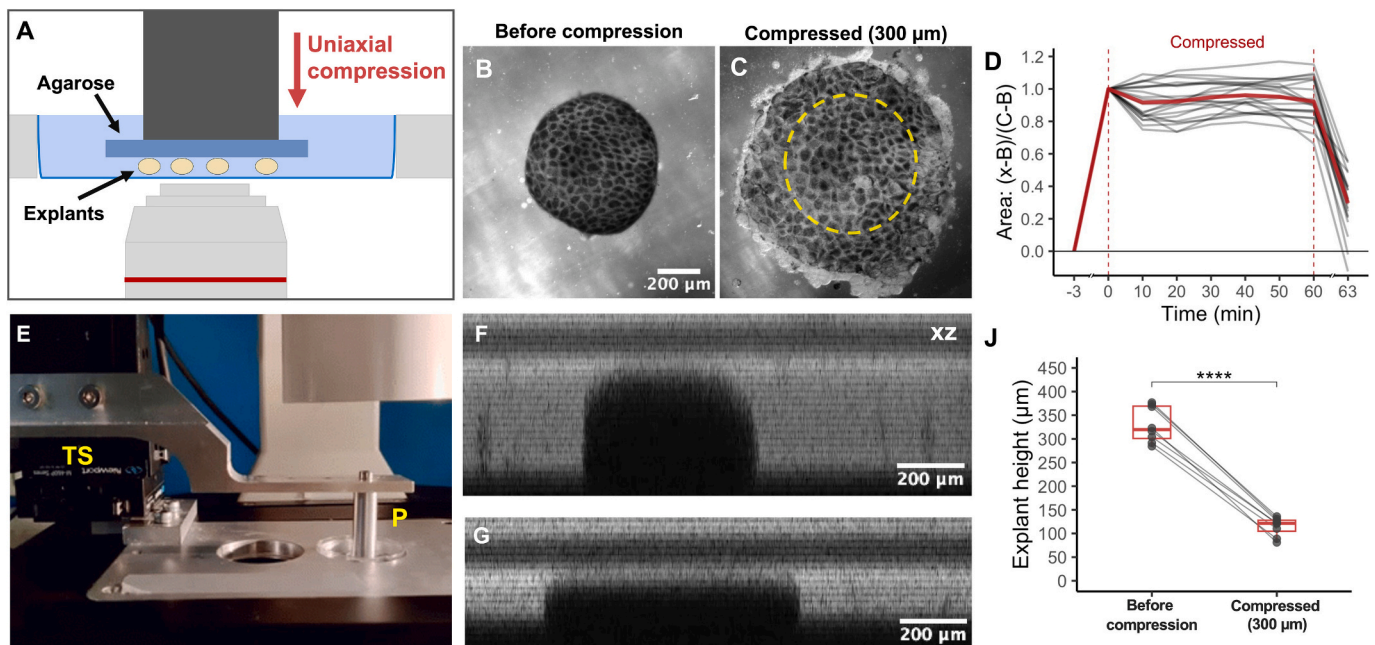 A
Uniaxial
compression
Agarose
Explants
Before compression
B
200 µm
Compressed (300 µm)
C
200 µm
D
Compressed
Area: (x-B)/(C-B)
1.2
1.0
0.8
0.6
0.4
0.2
0.0
-3 0 10 20 30 40 50 60 63
Time (min)
E
TS
Newport
P
F
xz
200 µm
G
200 µm
J
Explant height (µm)
450
400
350
300
250
200
150
100
50
0
****
Before
compression
Compressed
(300 µm)